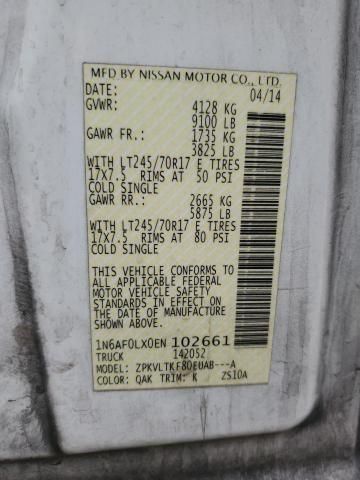 MFD BY NISSAN MOTOR CO., LTD.
DATE: 04/14
GVWR: 4128 KG
9100 LB
GAWR FR.: 1735 KG
3825 LB
WITH LT245/70R17 E TIRES
17X7.5 RIMS AT 50 PSI
COLD SINGLE
GAWR RR.: 2665 KG
5875 LB
WITH LT245/70R17 E TIRES
17X7.5 RIMS AT 80 PSI
COLD SINGLE
THIS VEHICLE CONFORMS TO
ALL APPLICABLE FEDERAL
MOTOR VEHICLE SAFETY
STANDARDS IN EFFECT ON
THE DATE OF MANUFACTURE
SHOWN ABOVE.
1N6AF0LX0EN 102661
TRUCK 142052
MODEL: ZPKVLTKF80EUAB---A
COLOR: QAK TRIM: K ZS10A